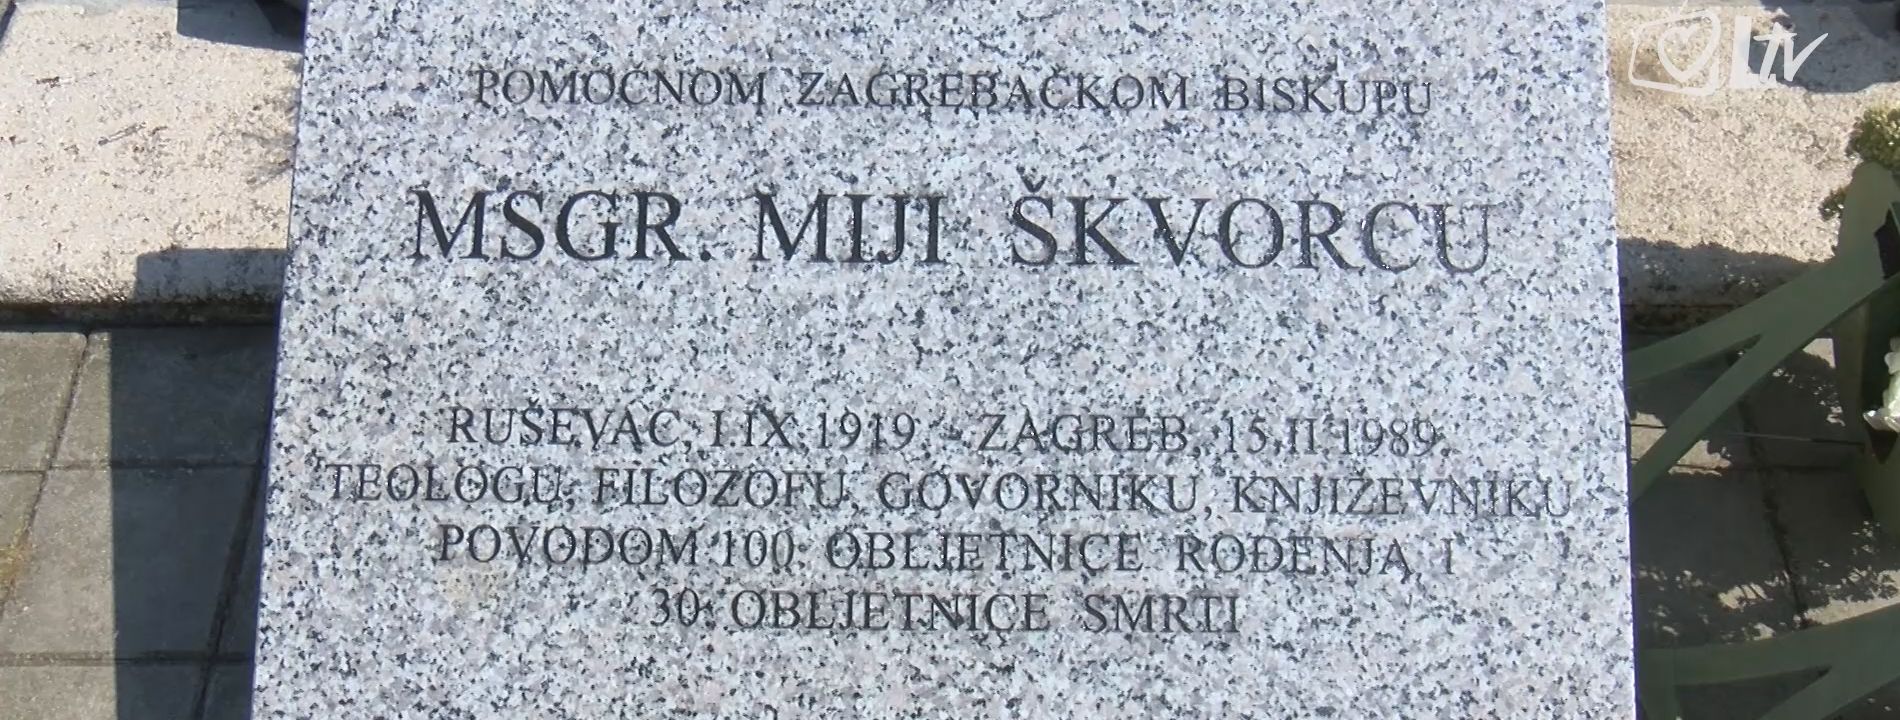 POMOĆNOM ZAGREBAČKOM BISKUPU
MSGR. MIJI ŠKVORCU
RUŠEVAC, I IX 1919 - ZAGREB, 15.II.1989.
TEOLOGU, FILOZOFU, GOVORNIKU, KNJIŽEVNIKU
POVODOM 100. OBLJETNICE ROĐENJA I
30. OBLJETNICE SMRTI
Ltv